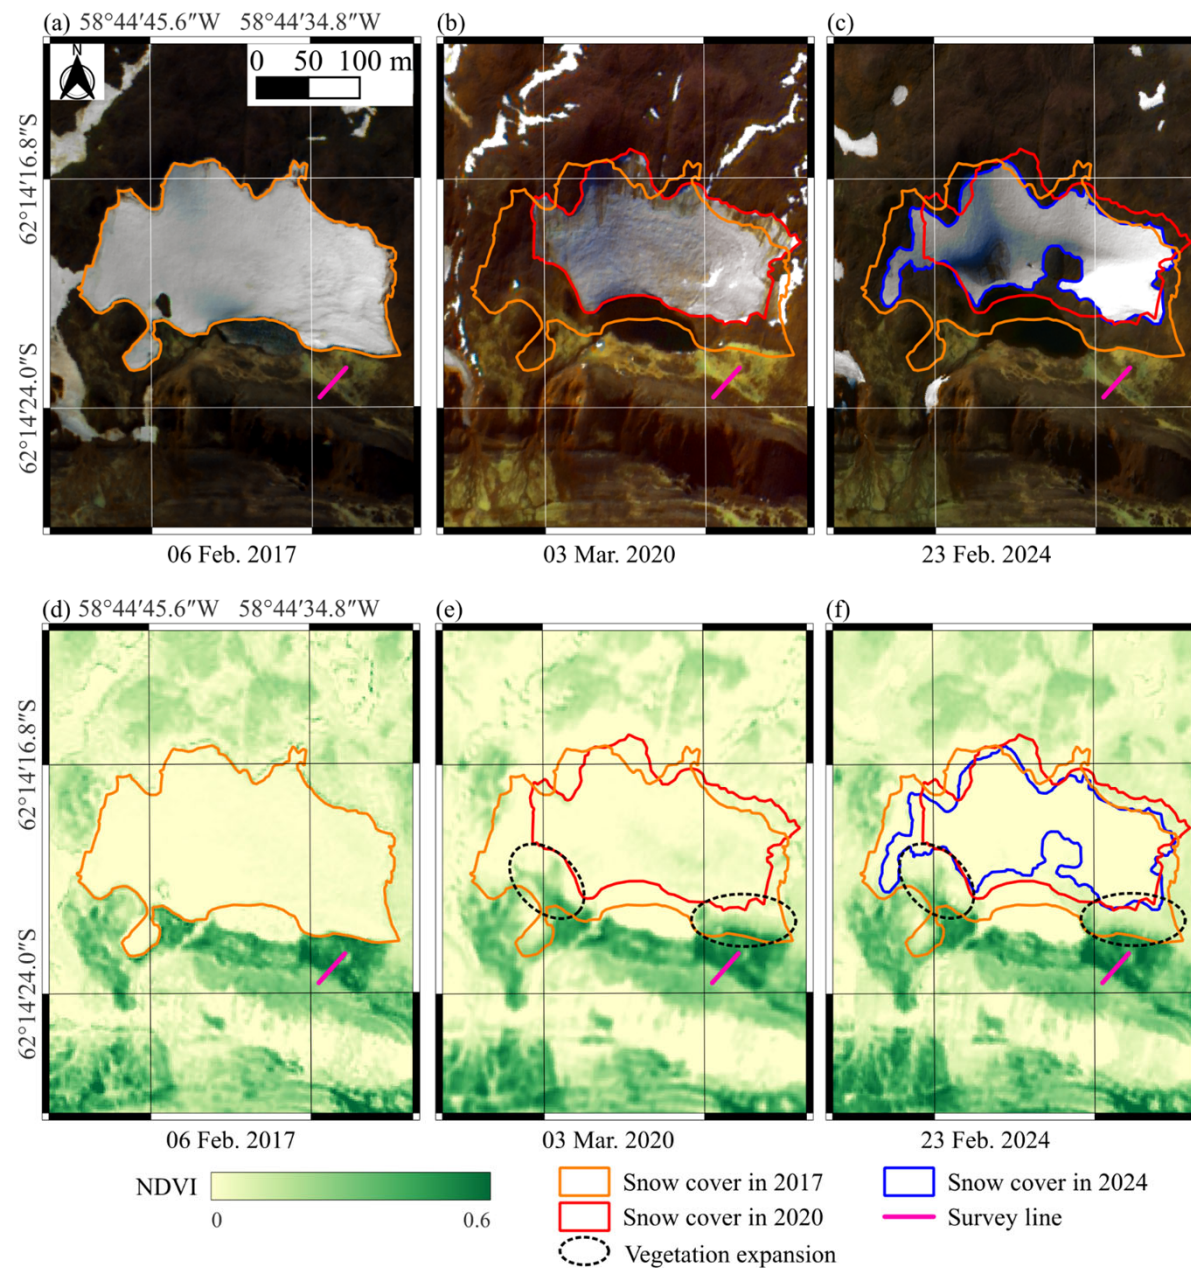 (a) 58°44′45.6″W 58°44′34.8″W (b) (c)
N
0 50 100 m
62°14′16.8″S
62°14′24.0″S
06 Feb. 2017 03 Mar. 2020 23 Feb. 2024
(d) 58°44′45.6″W 58°44′34.8″W (e) (f)
62°14′16.8″S
62°14′24.0″S
06 Feb. 2017 03 Mar. 2020 23 Feb. 2024
NDVI
0 0.6
Snow cover in 2017 Snow cover in 2024
Snow cover in 2020 Survey line
Vegetation expansion